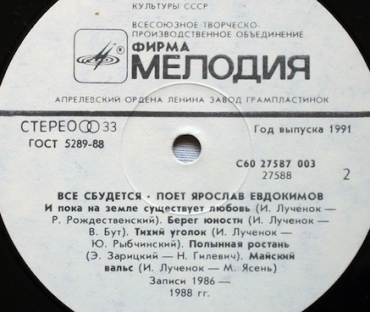 КУЛЬТУРЫ СССР
ВСЕСОЮЗНОЕ ТВОРЧЕСКО-
ПРОИЗВОДСТВЕННОЕ ОБЪЕДИНЕНИЕ
ФИРМА
МЕЛОДИЯ
АПРЕЛЕВСКИЙ ОРДЕНА ЛЕНИНА ЗАВОД ГРАМПЛАСТИНОК
СТЕРЕО 33
ГОСТ 5289-88
Год выпуска 1991
С60 27587 003
27588
2
ВСЕ СБУДЕТСЯ · ПОЕТ ЯРОСЛАВ ЕВДОКИМОВ
И пока на земле существует любовь (И. Лученок —
Р. Рождественский). Берег юности (И. Лученок —
В. Бут). Тихий уголок (И. Лученок —
Ю. Рыбчинский). Полынная ростань
(Э. Зарицкий — Н. Гилевич). Майский
вальс (И. Лученок — М. Ясень)
Записи 1986 —
1988 гг.